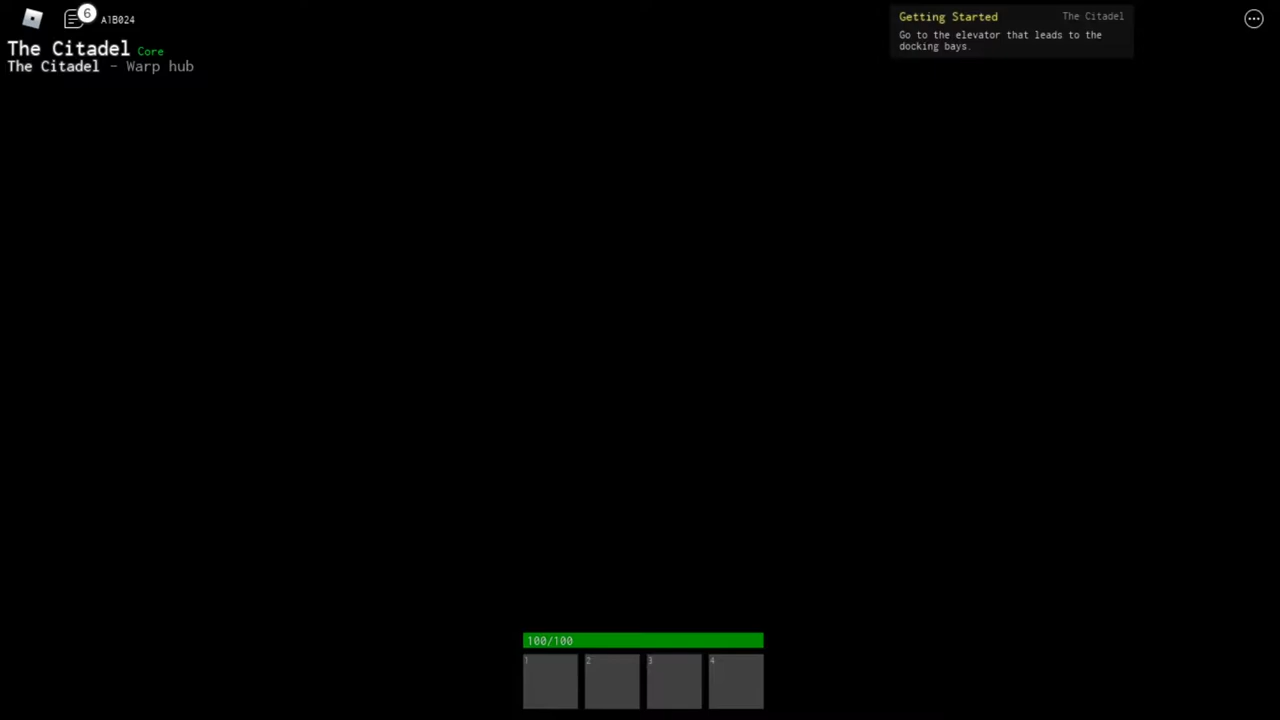 6
A1B024
The Citadel Core
The Citadel - Warp hub
Getting Started The Citadel
Go to the elevator that leads to the
docking bays.
100/100
1 2 3 4